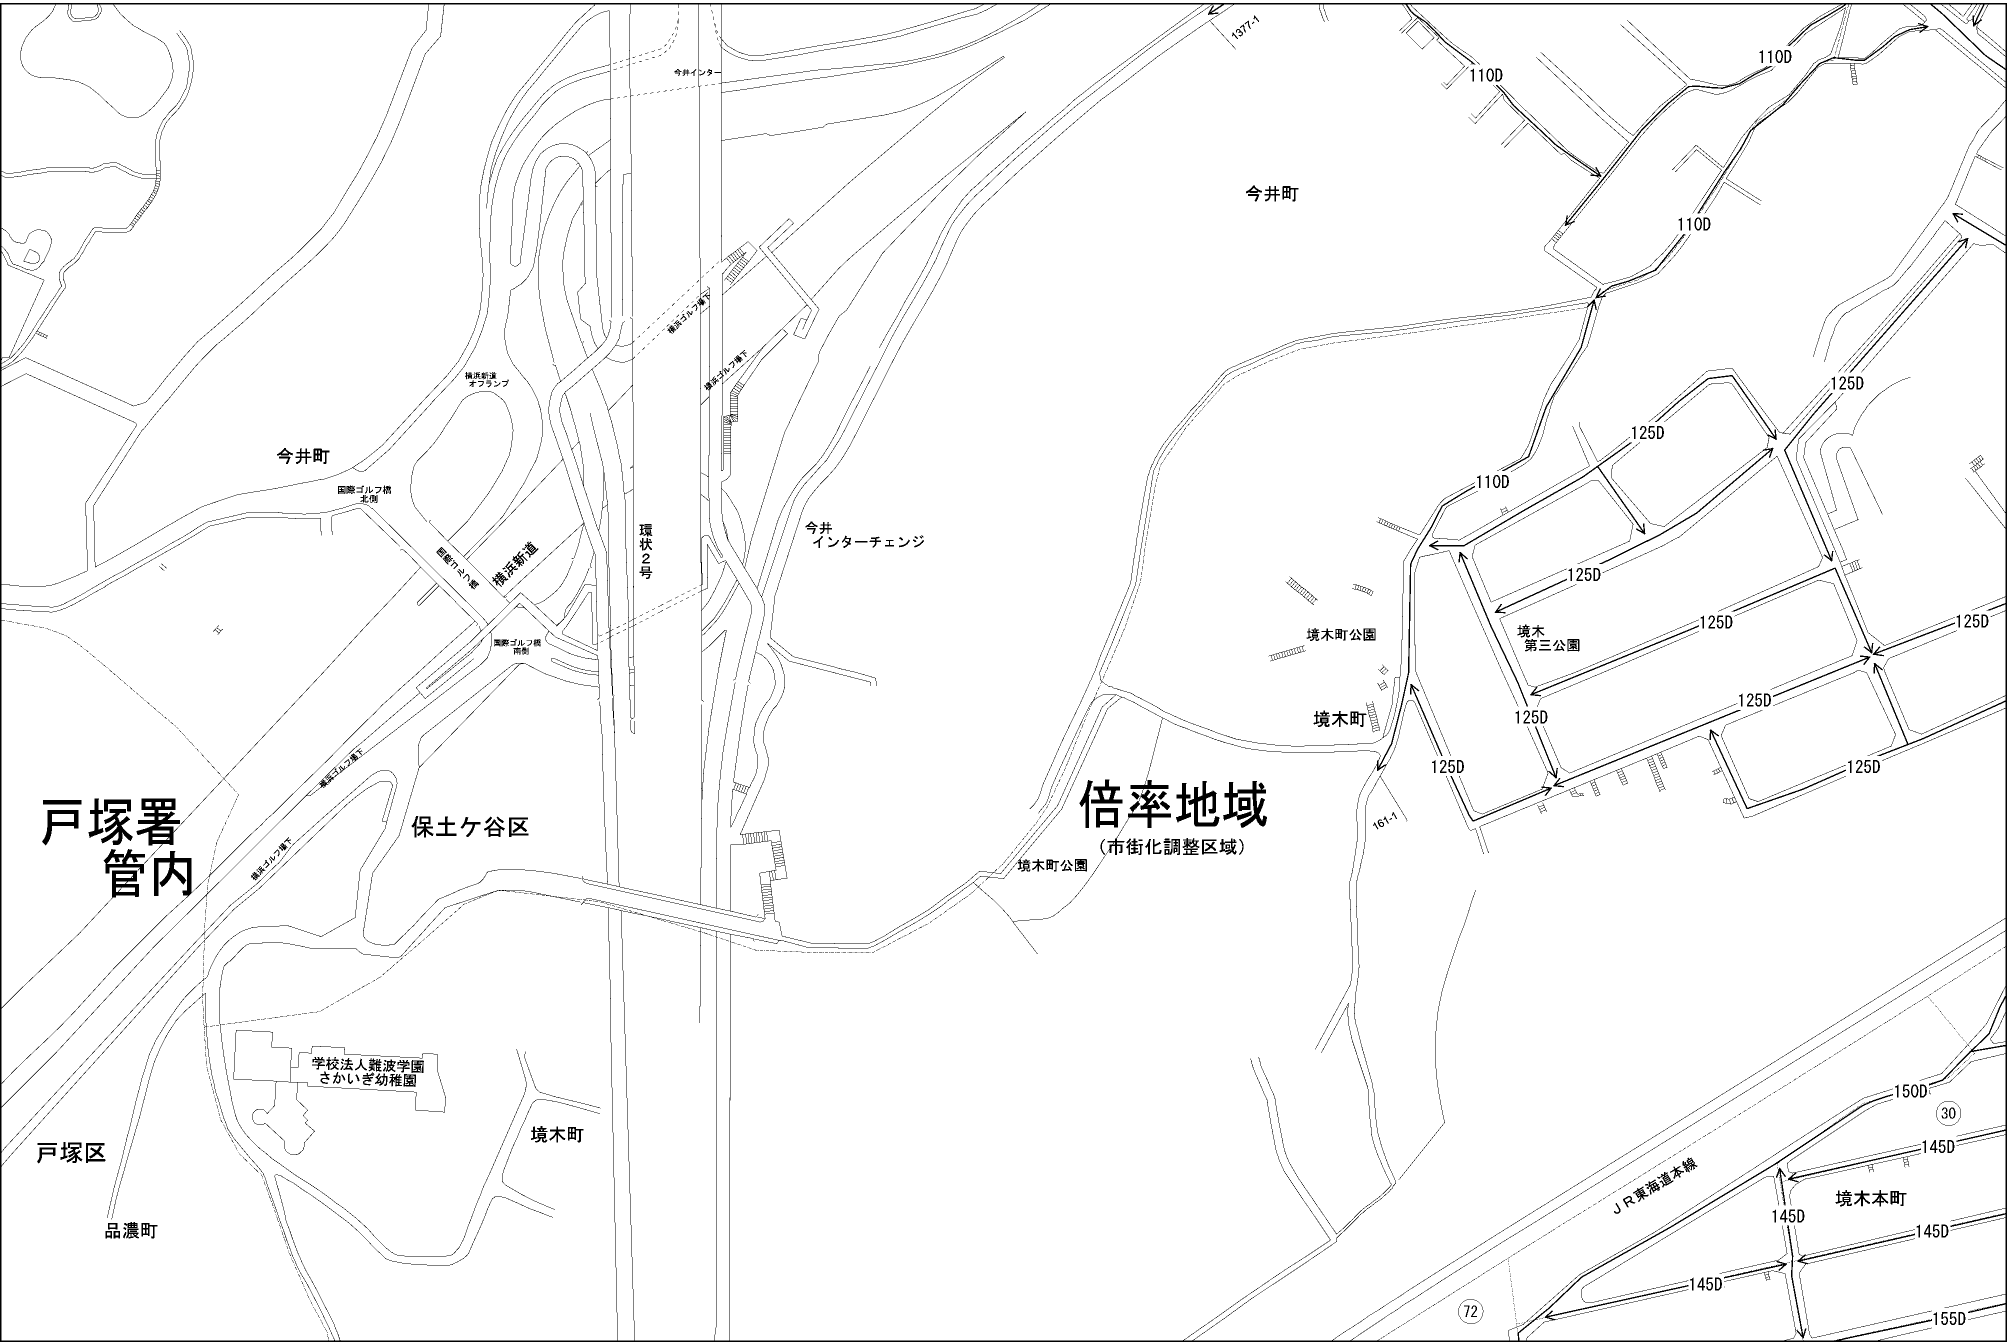 1377-1
今井インター
110D
110D
今井町
110D
横浜ゴルフ場下
横浜ゴルフ場下
横浜新道
オフランプ
125D
125D
今井町
110D
国際ゴルフ橋
北側
国際ゴルフ橋
横浜新道
環状2号
今井
インターチェンジ
125D
125D
125D
境木町公園
境木
第三公園
国際ゴルフ橋
南側
125D
125D
境木町
125D
125D
横浜ゴルフ場下
倍率地域
(市街化調整区域)
161-1
戸塚署
管内
保土ケ谷区
横浜ゴルフ場下
境木町公園
学校法人難波学園
さかいぎ幼稚園
150D
30
境木町
145D
戸塚区
JR東海道本線
境木本町
品濃町
145D
145D
145D
72
155D